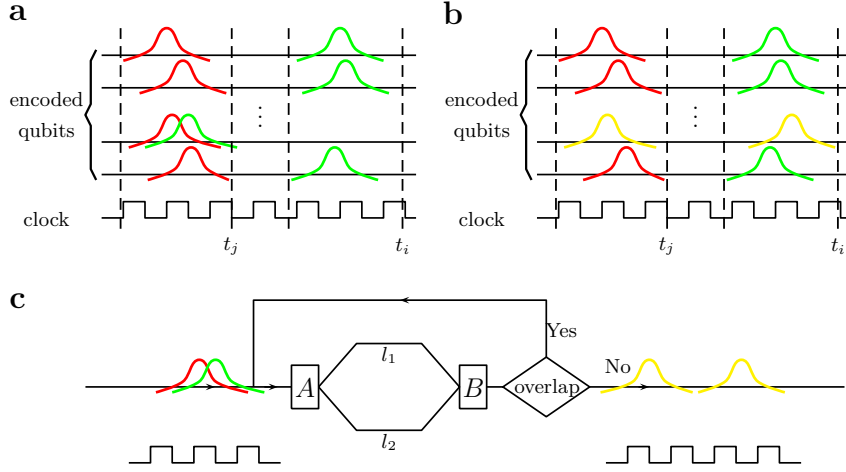 a
encoded
qubits
⋮
clock
t_j
t_i
b
encoded
qubits
⋮
clock
t_j
t_i
c
Yes
l_1
A
B
overlap
No
l_2